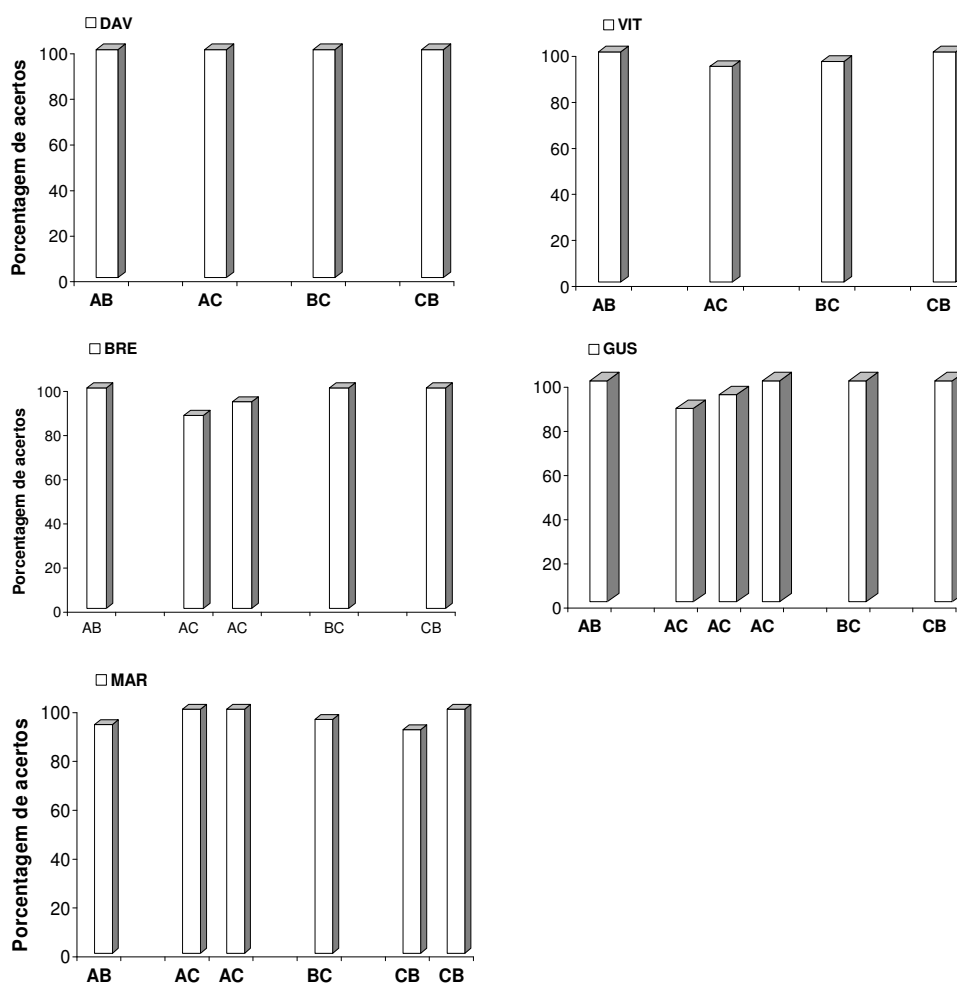 DAV
Porcentagem de acertos
100
80
60
40
20
0
AB AC BC CB
VIT
100
80
60
40
20
0
AB AC BC CB
BRE
Porcentagem de acertos
100
80
60
40
20
0
AB AC AC BC CB
GUS
100
80
60
40
20
0
AB AC AC AC BC CB
MAR
Porcentagem de acertos
100
80
60
40
20
0
AB AC AC BC CB CB